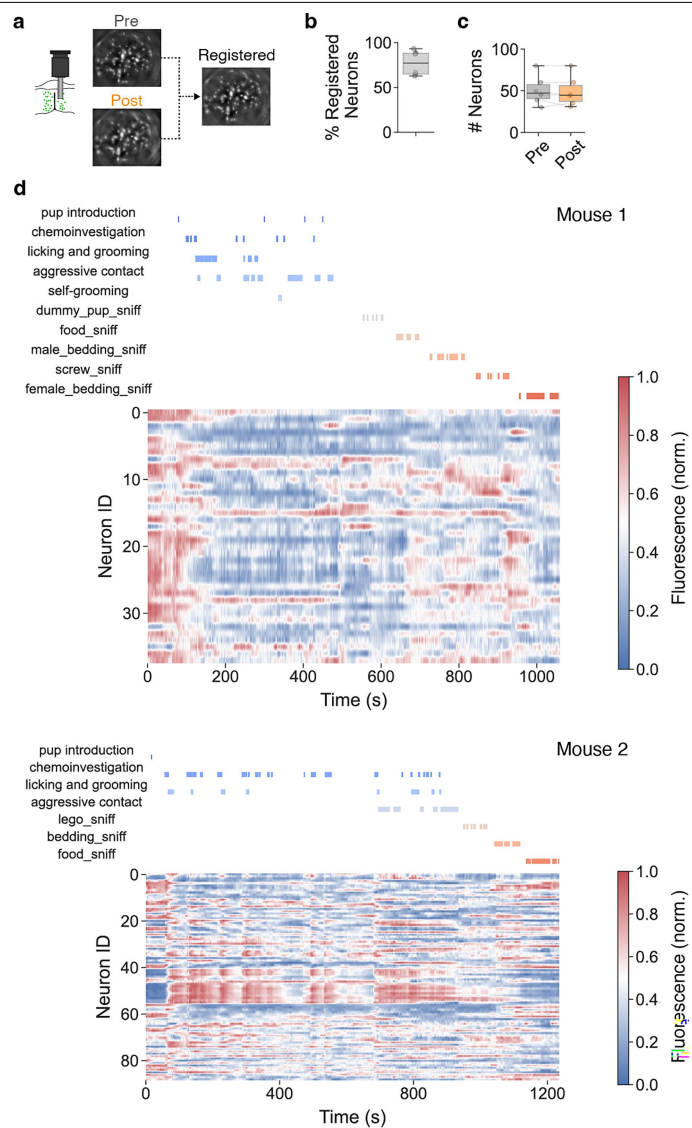 a
Pre
Post
Registered
b
% Registered
Neurons
100
50
0
c
# Neurons
100
50
0
Pre
Post
d
Mouse 1
pup introduction
chemoinvestigation
licking and grooming
aggressive contact
self-grooming
dummy_pup_sniff
food_sniff
male_bedding_sniff
screw_sniff
female_bedding_sniff
Neuron ID
0
10
20
30
0 200 400 600 800 1000
Time (s)
1.0
0.8
0.6
0.4
0.2
0.0
Fluorescence (norm.)
Mouse 2
pup introduction
chemoinvestigation
licking and grooming
aggressive contact
lego_sniff
bedding_sniff
food_sniff
Neuron ID
0
20
40
60
80
0 400 800 1200
Time (s)
1.0
0.8
0.6
0.4
0.2
0.0
Fluorescence (norm.)